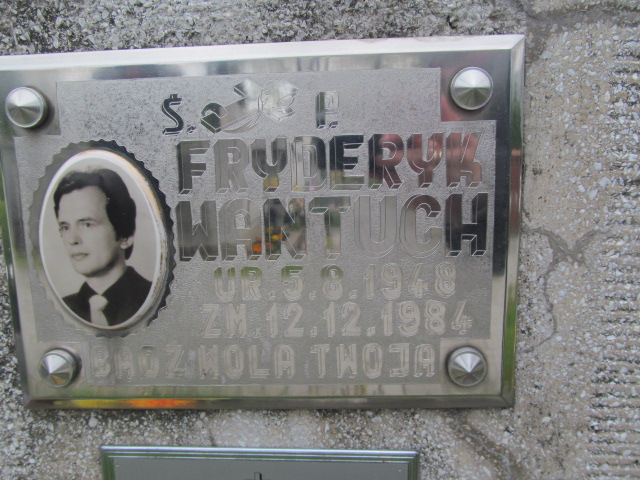 Ś. P.
FRYDERYK
WANTUCH
UR. 5.8.1948
ZM. 12.12.1984
BĄDŹ WOLA TWOJA